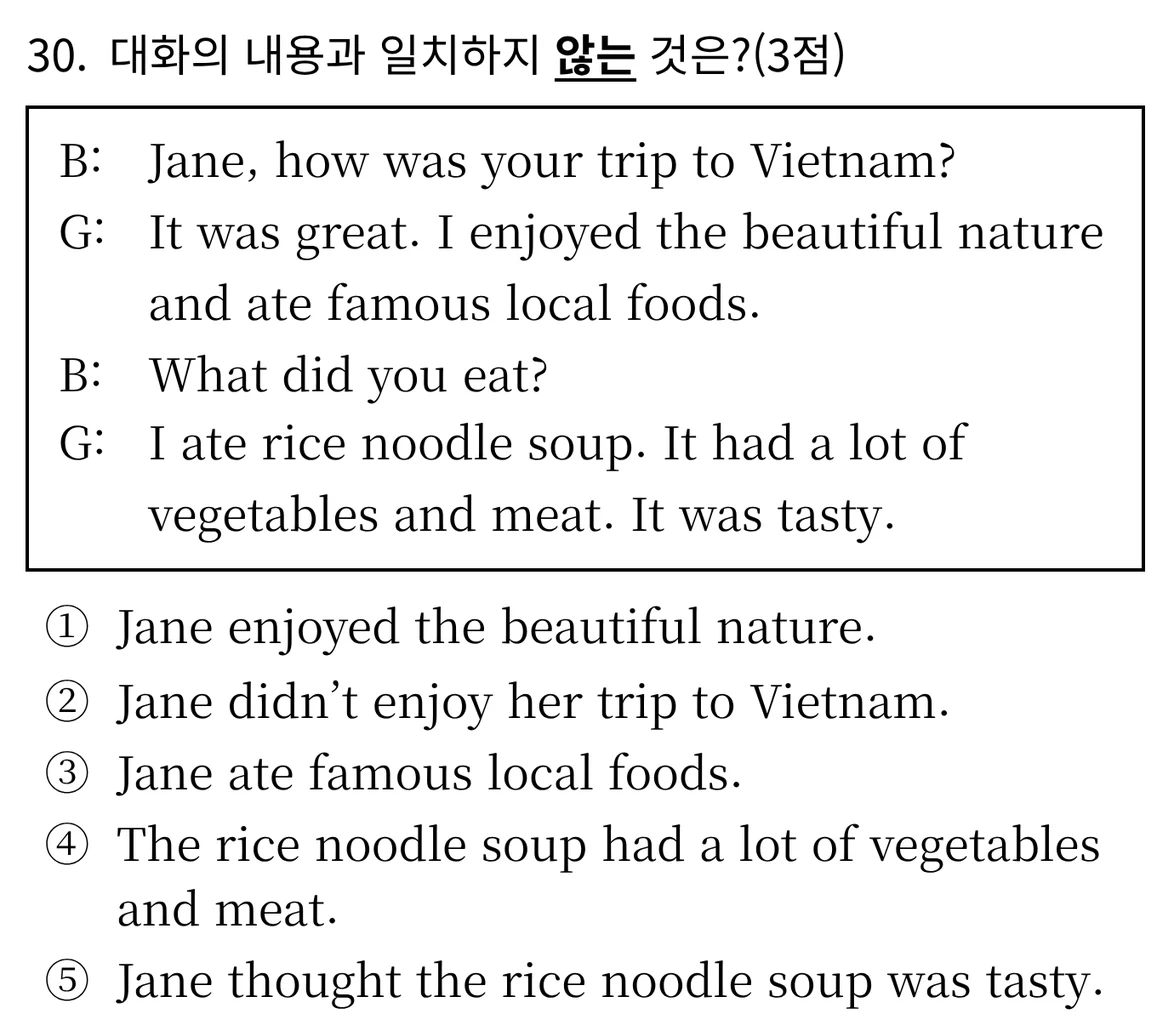 30. 대화의 내용과 일치하지 않는 것은?(3점)
B: Jane, how was your trip to Vietnam?
G: It was great. I enjoyed the beautiful nature
and ate famous local foods.
B: What did you eat?
G: I ate rice noodle soup. It had a lot of
vegetables and meat. It was tasty.
① Jane enjoyed the beautiful nature.
② Jane didn’t enjoy her trip to Vietnam.
③ Jane ate famous local foods.
④ The rice noodle soup had a lot of vegetables
and meat.
⑤ Jane thought the rice noodle soup was tasty.